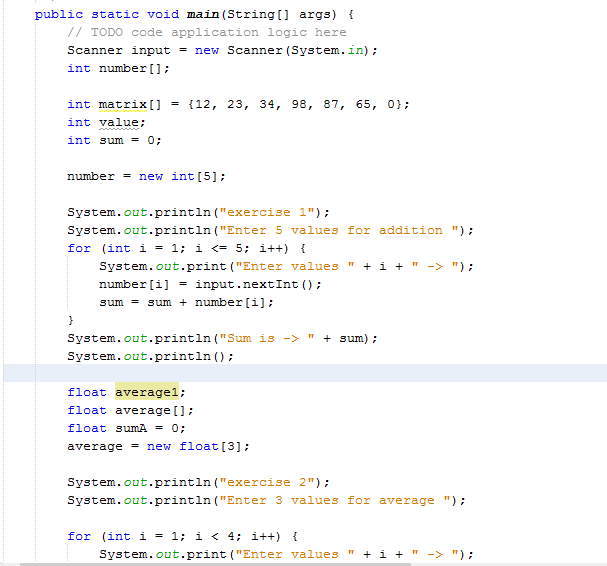 public static void main(String[] args) {
// TODO code application logic here
Scanner input = new Scanner(System.in);
int number[];
int matrix[] = {12, 23, 34, 98, 87, 65, 0};
int value;
int sum = 0;
number = new int[5];
System.out.println("exercise 1");
System.out.println("Enter 5 values for addition ");
for (int i = 1; i <= 5; i++) {
System.out.print("Enter values " + i + " -> ");
number[i] = input.nextInt();
sum = sum + number[i];
}
System.out.println("Sum is -> " + sum);
System.out.println();
float average1;
float average[];
float sumA = 0;
average = new float[3];
System.out.println("exercise 2");
System.out.println("Enter 3 values for average ");
for (int i = 1; i < 4; i++) {
System.out.print("Enter values " + i + " -> ");